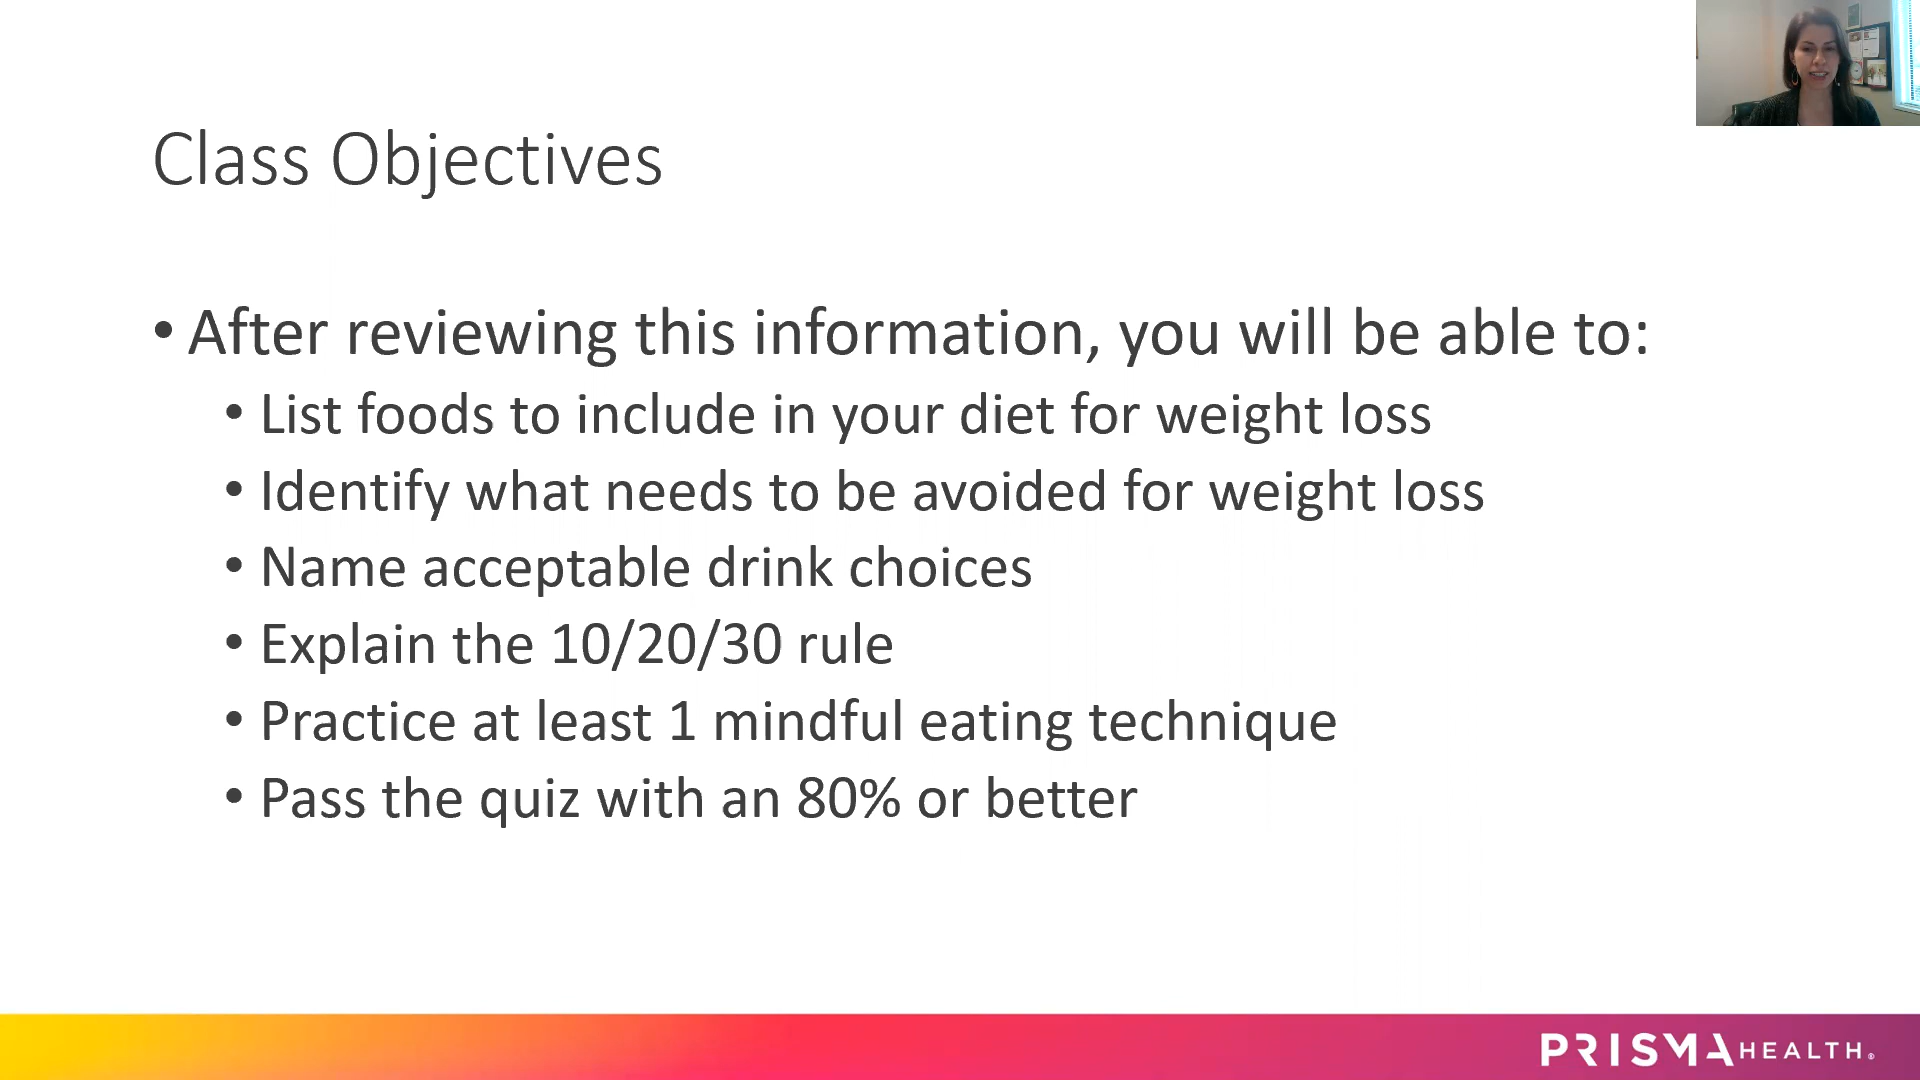 Class Objectives
• After reviewing this information, you will be able to:
• List foods to include in your diet for weight loss
• Identify what needs to be avoided for weight loss
• Name acceptable drink choices
• Explain the 10/20/30 rule
• Practice at least 1 mindful eating technique
• Pass the quiz with an 80% or better
PRISMA HEALTH®